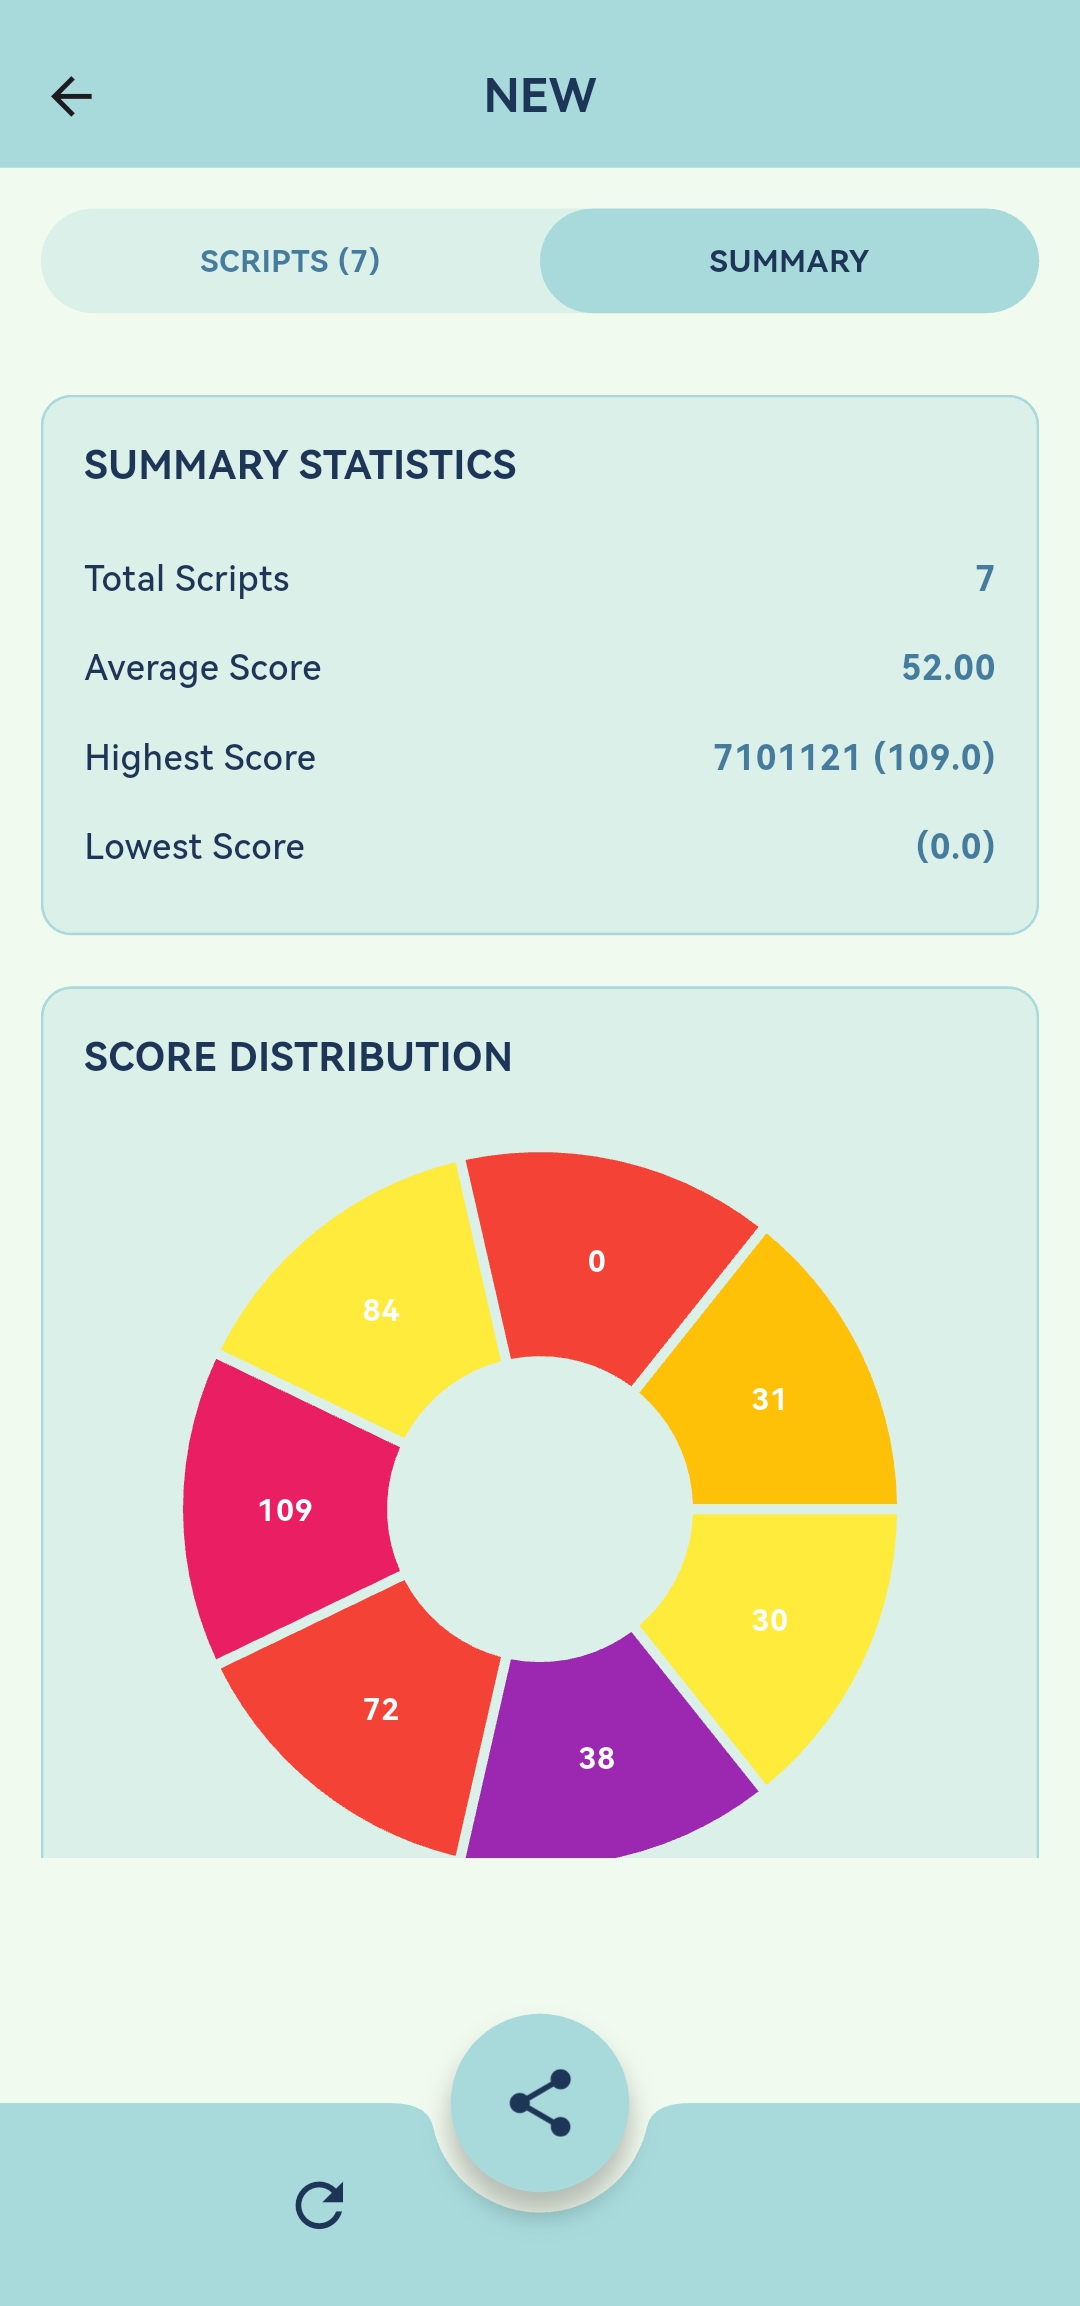 NEW
SCRIPTS (7)
SUMMARY
SUMMARY STATISTICS
Total Scripts 7
Average Score 52.00
Highest Score 7101121 (109.0)
Lowest Score (0.0)
SCORE DISTRIBUTION
0
84
31
109
30
72
38